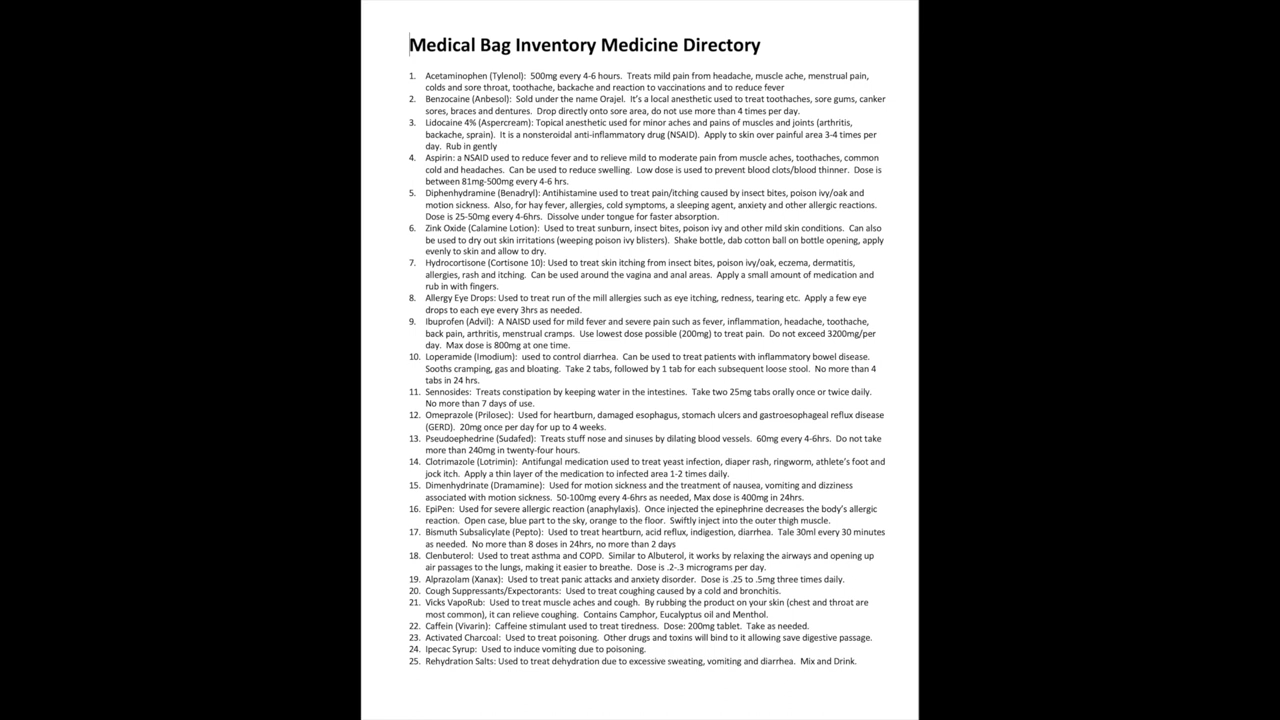 Medical Bag Inventory Medicine Directory
1. Acetaminophen (Tylenol): 500mg every 4-6 hours. Treats mild pain from headache, muscle ache, menstrual pain,
colds and sore throat, toothache, backache and reaction to vaccinations and to reduce fever
2. Benzocaine (Anbesol): Sold under the name Orajel. It's a local anesthetic used to treat toothaches, sore gums, canker
sores, braces and dentures. Drop directly onto sore area, do not use more than 4 times per day.
3. Lidocaine 4% (Aspercream): Topical anesthetic used for minor aches and pains of muscles and joints (arthritis,
backache, sprain). It is a nonsteroidal anti-inflammatory drug (NSAID). Apply to skin over painful area 3-4 times per
day. Rub in gently
4. Aspirin: a NSAID used to reduce fever and to relieve mild to moderate pain from muscle aches, toothaches, common
cold and headaches. Can be used to reduce swelling. Low dose is used to prevent blood clots/blood thinner. Dose is
between 81mg-500mg every 4-6 hrs.
5. Diphenhydramine (Benadryl): Antihistamine used to treat pain/itching caused by insect bites, poison ivy/oak and
motion sickness. Also, for hay fever, allergies, cold symptoms, a sleeping agent, anxiety and other allergic reactions.
Dose is 25-50mg every 4-6hrs. Dissolve under tongue for faster absorption.
6. Zink Oxide (Calamine Lotion): Used to treat sunburn, insect bites, poison ivy and other mild skin conditions. Can also
be used to dry out skin irritations (weeping poison ivy blisters). Shake bottle, dab cotton ball on bottle opening, apply
evenly to skin and allow to dry.
7. Hydrocortisone (Cortisone 10): Used to treat skin itching from insect bites, poison ivy/oak, eczema, dermatitis,
allergies, rash and itching. Can be used around the vagina and anal areas. Apply a small amount of medication and
rub in with fingers.
8. Allergy Eye Drops: Used to treat run of the mill allergies such as eye itching, redness, tearing etc. Apply a few eye
drops to each eye every 3hrs as needed.
9. Ibuprofen (Advil): A NAISD used for mild fever and severe pain such as fever, inflammation, headache, toothache,
back pain, arthritis, menstrual cramps. Use lowest dose possible (200mg) to treat pain. Do not exceed 3200mg/per
day. Max dose is 800mg at one time.
10. Loperamide (Imodium): used to control diarrhea. Can be used to treat patients with inflammatory bowel disease.
Sooths cramping, gas and bloating. Take 2 tabs, followed by 1 tab for each subsequent loose stool. No more than 4
tabs in 24 hrs.
11. Sennosides: Treats constipation by keeping water in the intestines. Take two 25mg tabs orally once or twice daily.
No more than 7 days of use.
12. Omeprazole (Prilosec): Used for heartburn, damaged esophagus, stomach ulcers and gastroesophageal reflux disease
(GERD). 20mg once per day for up to 4 weeks.
13. Pseudoephedrine (Sudafed): Treats stuff nose and sinuses by dilating blood vessels. 60mg every 4-6hrs. Do not take
more than 240mg in twenty-four hours.
14. Clotrimazole (Lotrimin): Antifungal medication used to treat yeast infection, diaper rash, ringworm, athlete's foot and
jock itch. Apply a thin layer of the medication to infected area 1-2 times daily.
15. Dimenhydrinate (Dramamine): Used for motion sickness and the treatment of nausea, vomiting and dizziness
associated with motion sickness. 50-100mg every 4-6hrs as needed, Max dose is 400mg in 24hrs.
16. EpiPen: Used for severe allergic reaction (anaphylaxis). Once injected the epinephrine decreases the body's allergic
reaction. Open case, blue part to the sky, orange to the floor. Swiftly inject into the outer thigh muscle.
17. Bismuth Subsalicylate (Pepto): Used to treat heartburn, acid reflux, indigestion, diarrhea. Tale 30ml every 30 minutes
as needed. No more than 8 doses in 24hrs, no more than 2 days
18. Clenbuterol: Used to treat asthma and COPD. Similar to Albuterol, it works by relaxing the airways and opening up
air passages to the lungs, making it easier to breathe. Dose is .2-.3 micrograms per day.
19. Alprazolam (Xanax): Used to treat panic attacks and anxiety disorder. Dose is .25 to .5mg three times daily.
20. Cough Suppressants/Expectorants: Used to treat coughing caused by a cold and bronchitis.
21. Vicks VapoRub: Used to treat muscle aches and cough. By rubbing the product on your skin (chest and throat are
most common), it can relieve coughing. Contains Camphor, Eucalyptus oil and Menthol.
22. Caffein (Vivarin): Caffeine stimulant used to treat tiredness. Dose: 200mg tablet. Take as needed.
23. Activated Charcoal: Used to treat poisoning. Other drugs and toxins will bind to it allowing save digestive passage.
24. Ipecac Syrup: Used to induce vomiting due to poisoning.
25. Rehydration Salts: Used to treat dehydration due to excessive sweating, vomiting and diarrhea. Mix and Drink.